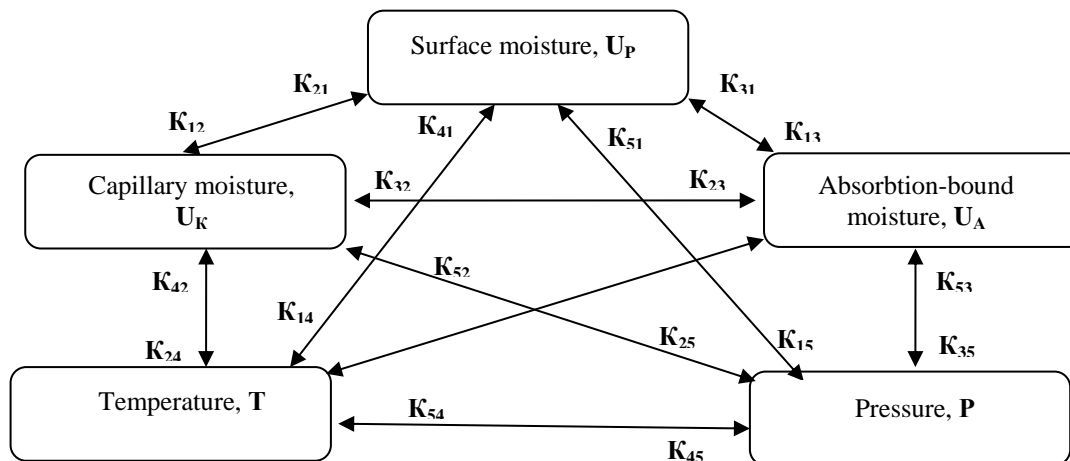 Surface moisture, Uₚ
К₂₁
К₃₁
К₁₂
К₄₁
К₅₁
К₁₃
Capillary moisture,
Uк
К₃₂
К₂₃
Absorbtion-bound
moisture, U_A
К₄₂
К₅₂
К₅₃
К₁₄
К₂₄
К₂₅
К₁₅
К₃₅
Temperature, T
К₅₄
К₄₅
Pressure, P